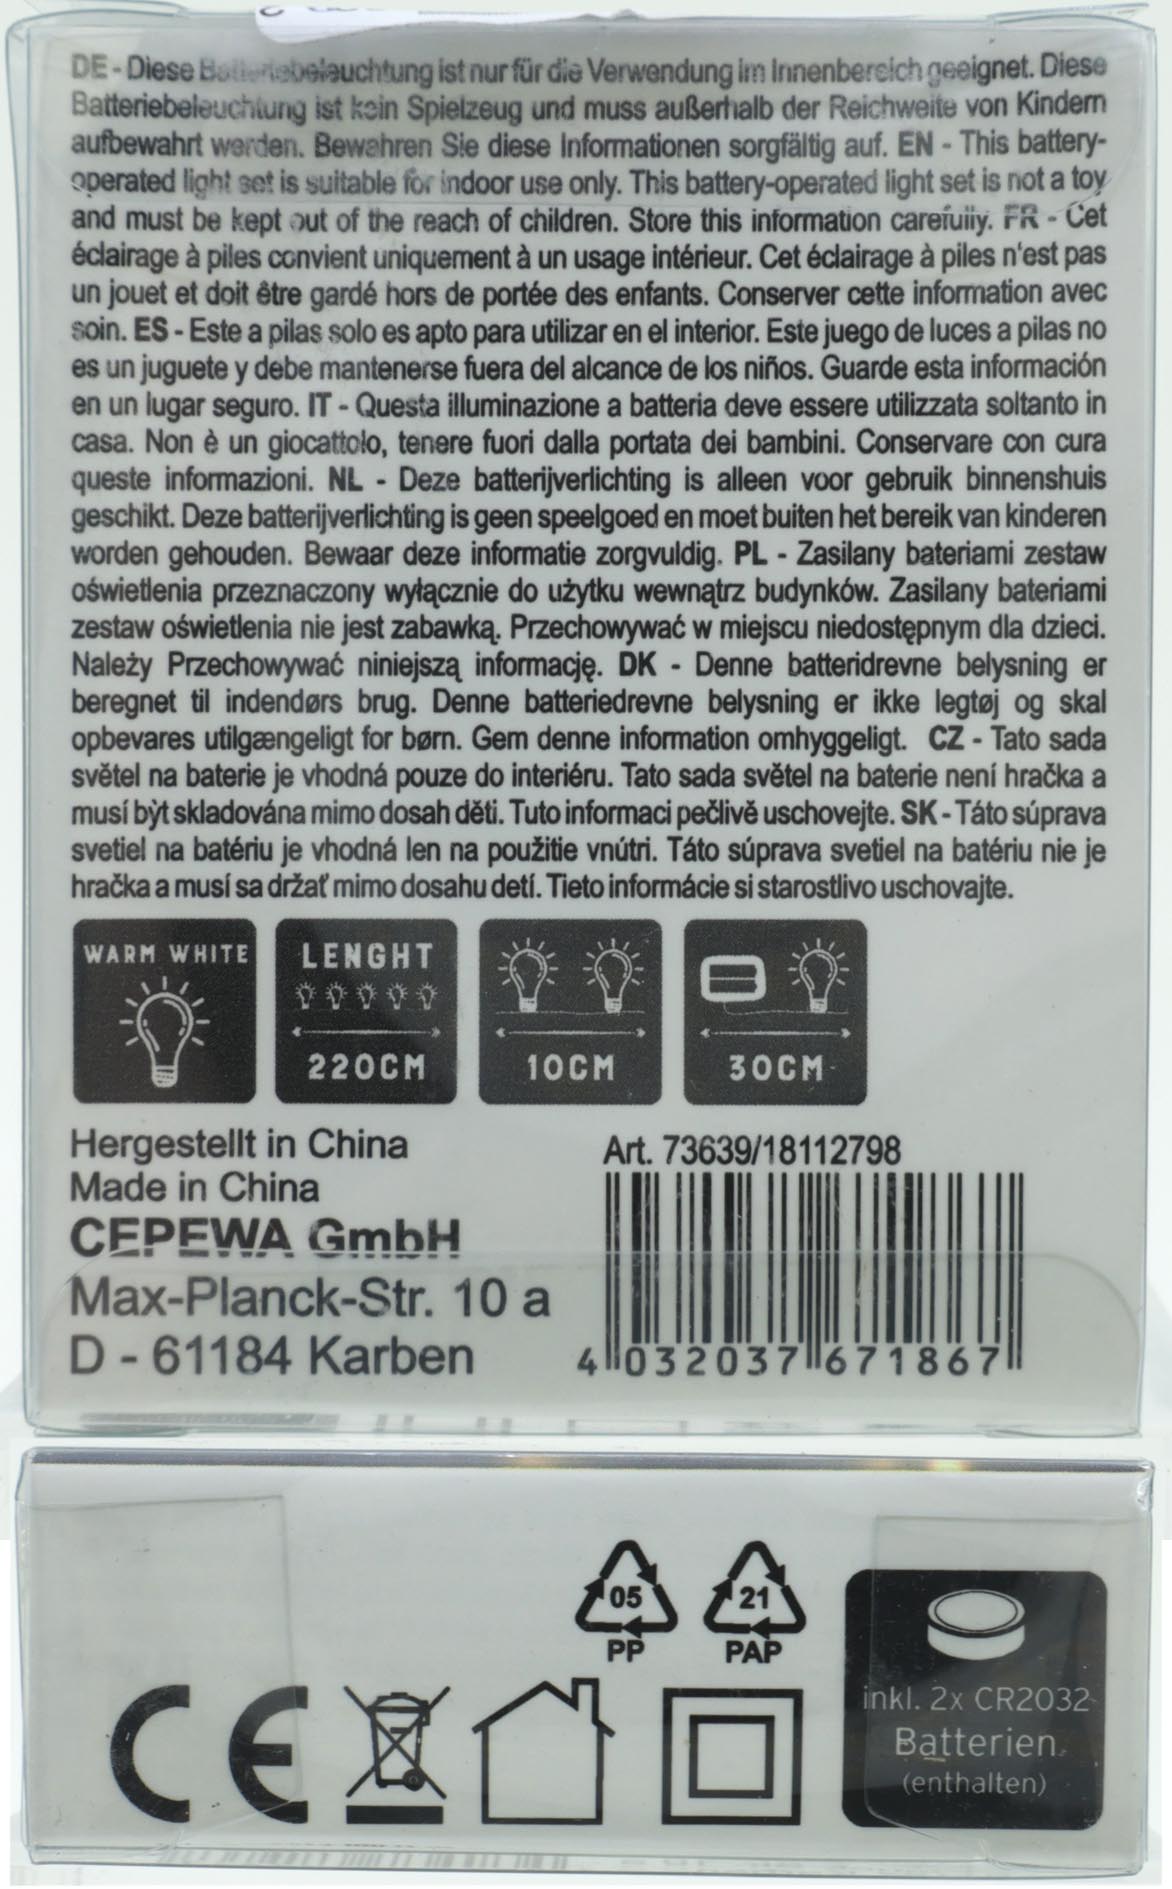 DE - Diese Batteriebeleuchtung ist nur für die Verwendung im Innenbereich geeignet. Diese
Batteriebeleuchtung ist kein Spielzeug und muss außerhalb der Reichweite von Kindern
aufbewahrt werden. Bewahren Sie diese Informationen sorgfältig auf. EN - This battery-
operated light set is suitable for indoor use only. This battery-operated light set is not a toy
and must be kept out of the reach of children. Store this information carefully. FR - Cet
éclairage à piles convient uniquement à un usage intérieur. Cet éclairage à piles n'est pas
un jouet et doit être gardé hors de portée des enfants. Conserver cette information avec
soin. ES - Este a pilas solo es apto para utilizar en el interior. Este juego de luces a pilas no
es un juguete y debe mantenerse fuera del alcance de los niños. Guarde esta información
en un lugar seguro. IT - Questa illuminazione a batteria deve essere utilizzata soltanto in
casa. Non è un giocattolo, tenere fuori dalla portata dei bambini. Conservare con cura
queste informazioni. NL - Deze batterijverlichting is alleen voor gebruik binnenshuis
geschikt. Deze batterijverlichting is geen speelgoed en moet buiten het bereik van kinderen
worden gehouden. Bewaar deze informatie zorgvuldig. PL - Zasilany bateriami zestaw
oświetlenia przeznaczony wyłącznie do użytku wewnątrz budynków. Zasilany bateriami
zestaw oświetlenia nie jest zabawką. Przechowywać w miejscu niedostępnym dla dzieci.
Należy Przechowywać niniejszą informację. DK - Denne batteridrevne belysning er
beregnet til indendørs brug. Denne batteriedrevne belysning er ikke legtøj og skal
opbevares utilgængeligt for børn. Gem denne information omhyggeligt. CZ - Tato sada
světel na baterie je vhodná pouze do interiéru. Tato sada světel na baterie není hračka a
musí být skladována mimo dosah děti. Tuto informaci pečlivě uschovejte. SK - Táto súprava
svetiel na batériu je vhodná len na použitie vnútri. Táto súprava svetiel na batériu nie je
hračka a musí sa držať mimo dosahu detí. Tieto informácie si starostlivo uschovajte.
WARM WHITE
LENGHT
220CM
10CM
30CM
Hergestellt in China
Made in China
CEPEWA GmbH
Max-Planck-Str. 10 a
D - 61184 Karben
Art. 73639/18112798
4 032037 671867
05
PP
21
PAP
CE
inkl. 2x CR2032
Batterien
(enthalten)